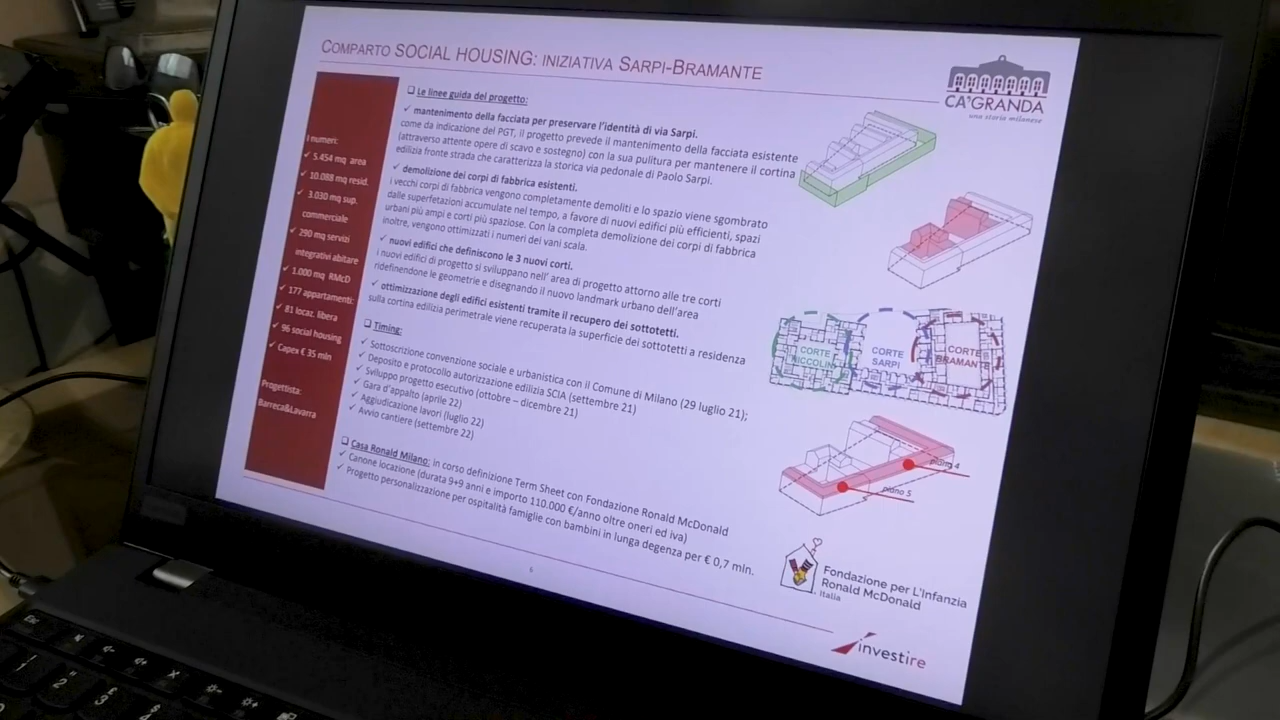 COMPARTO SOCIAL HOUSING: INIZIATIVA SARPI-BRAMANTE
CA'GRANDA
una storia milanese
I numeri:
✓ 5.454 mq area
✓ 10.088 mq resid.
✓ 3.030 mq sup.
commerciale
✓ 290 mq servizi
integrativi abitare
✓ 1.000 mq RMcD
✓ 177 appartamenti:
✓ 81 locaz. libera
✓ 96 social housing
✓ Capex € 35 mln
Progettista:
Barreca&Lavarra
❑ Le linee guida del progetto:
✓ mantenimento della facciata per preservare l'identità di via Sarpi.
come da indicazione del PGT, il progetto prevede il mantenimento della facciata esistente
(attraverso attente opere di scavo e sostegno) con la sua pulitura per mantenere il cortina
edilizia fronte strada che caratterizza la storica via pedonale di Paolo Sarpi.
✓ demolizione dei corpi di fabbrica esistenti.
i vecchi corpi di fabbrica vengono completamente demoliti e lo spazio viene sgombrato
dalle superfetazioni accumulate nel tempo, a favore di nuovi edifici più efficienti, spazi
urbani più ampi e corti più spaziose. Con la completa demolizione dei corpi di fabbrica
inoltre, vengono ottimizzati i numeri dei vani scala.
✓ nuovi edifici che definiscono le 3 nuovi corti.
i nuovi edifici di progetto si sviluppano nell' area di progetto attorno alle tre corti
ridefinendone le geometrie e disegnando il nuovo landmark urbano dell'area
✓ ottimizzazione degli edifici esistenti tramite il recupero dei sottotetti.
sulla cortina edilizia perimetrale viene recuperata la superficie dei sottotetti a residenza
❑ Timing:
✓ Sottoscrizione convenzione sociale e urbanistica con il Comune di Milano (29 luglio 21);
✓ Deposito e protocollo autorizzazione edilizia SCIA (settembre 21)
✓ Sviluppo progetto esecutivo (ottobre – dicembre 21)
✓ Gara d'appalto (aprile 22)
✓ Aggiudicazione lavori (luglio 22)
✓ Avvio cantiere (settembre 22)
❑ Casa Ronald Milano: In corso definizione Term Sheet con Fondazione Ronald McDonald
✓ Canone locazione (durata 9+9 anni e importo 110.000 €/anno oltre oneri ed iva)
✓ Progetto personalizzazione per ospitalità famiglie con bambini in lunga degenza per € 0,7 mln.
CORTE
NICCOLINI
CORTE
SARPI
CORTE
BRAMANTE
piano 4
piano 5
Fondazione per L'Infanzia
Ronald McDonald
Italia
6
investire
Esc
1
2
"
3
£
4
$